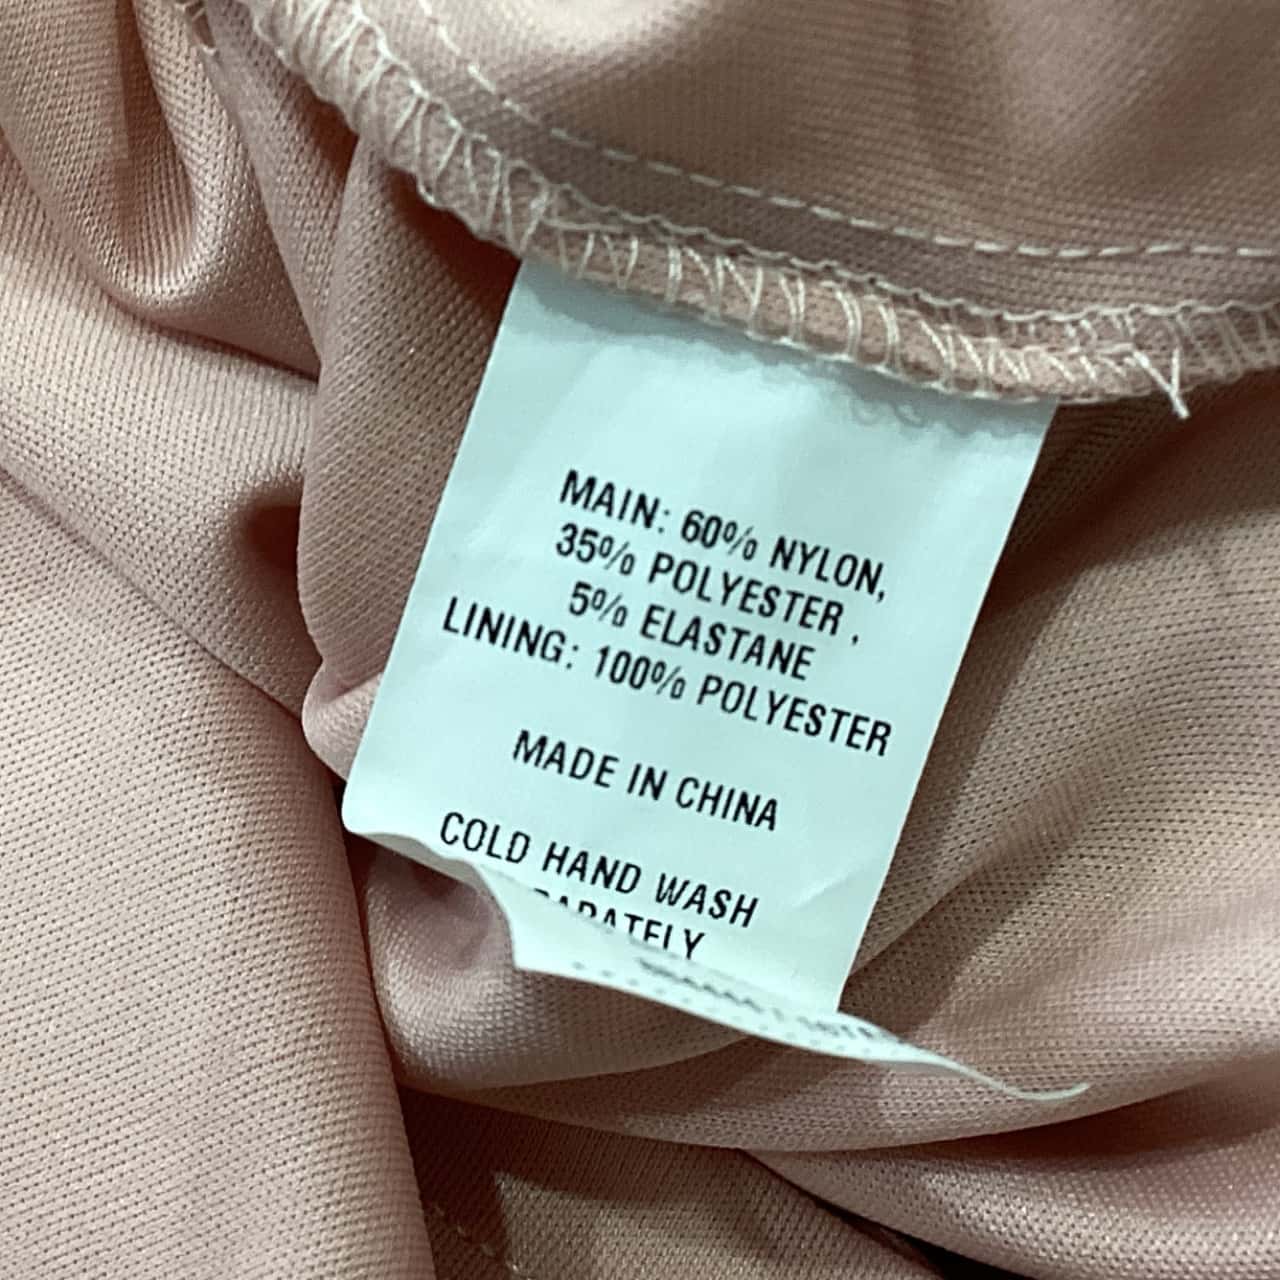 MAIN: 60% NYLON,
35% POLYESTER .
5% ELASTANE
LINING: 100% POLYESTER
MADE IN CHINA
COLD HAND WASH